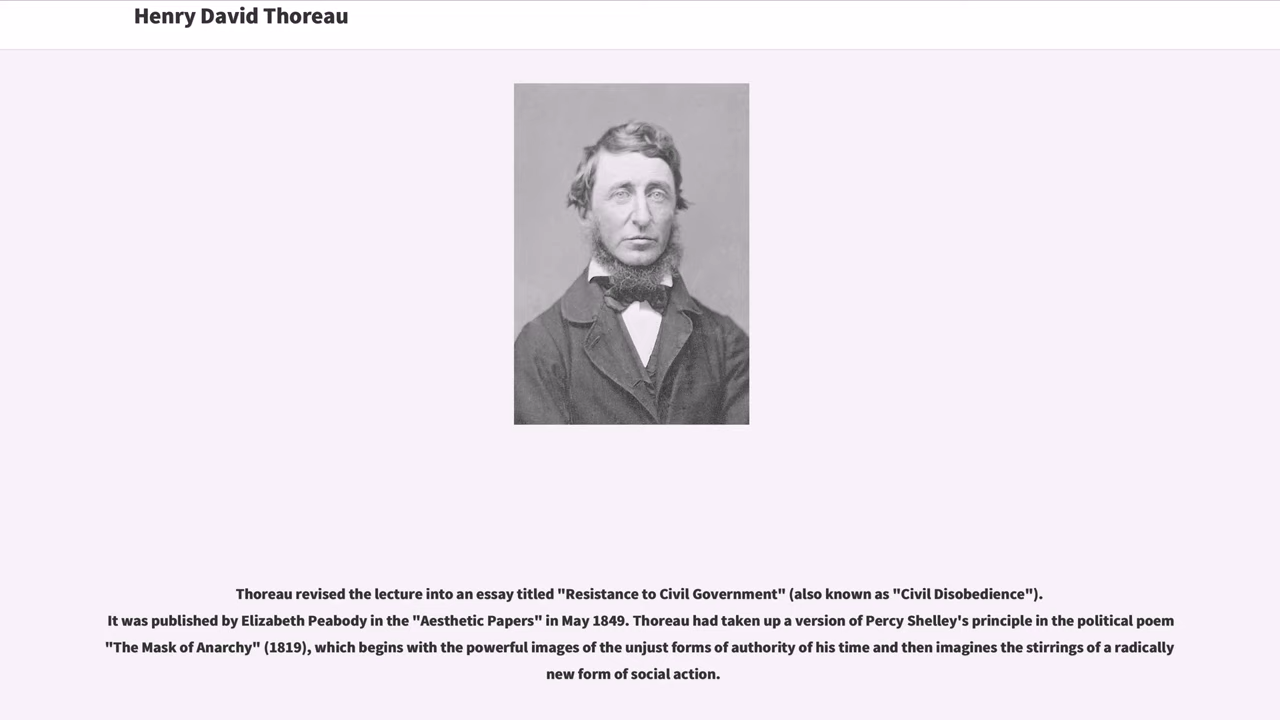 Henry David Thoreau
Thoreau revised the lecture into an essay titled "Resistance to Civil Government" (also known as "Civil Disobedience").
It was published by Elizabeth Peabody in the "Aesthetic Papers" in May 1849. Thoreau had taken up a version of Percy Shelley's principle in the political poem
"The Mask of Anarchy" (1819), which begins with the powerful images of the unjust forms of authority of his time and then imagines the stirrings of a radically
new form of social action.